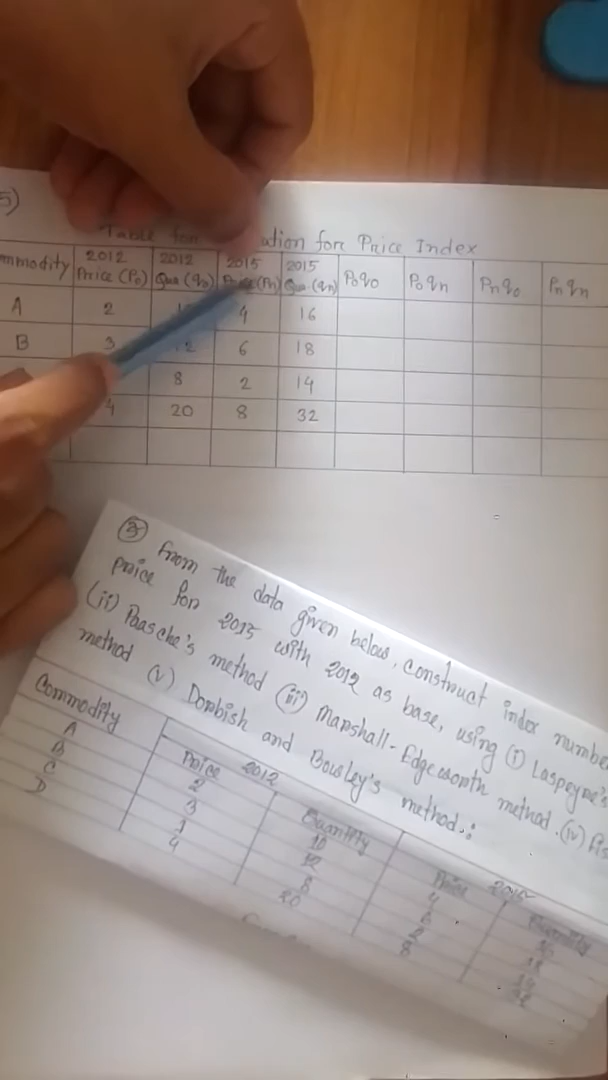 5)
Table for ution for Price Index
mmodity 2012 Price (P₀) 2012 Qua (q₀) 2015 Price (Pn) 2015 Qua. (qn) P₀q₀ P₀qn Pnq₀ Pnqn
A 2 4 16
B 3 12 6 18
8 2 14
4 20 8 32
③ From the data given below, construct index numbe
price for 2015 with 2012 as base, using (i) Laspeyre's
(ii) Paasche's method (iii) Marshall-Edgeworth method. (iv) Fis
method (v) Dorbish and Bowley's method.:
Commodity 2012 2015
Price Quantity Price Quantity
A 2 10 4
B 3 12 6 18
C 1 8 2 14
D 4 20 8 32